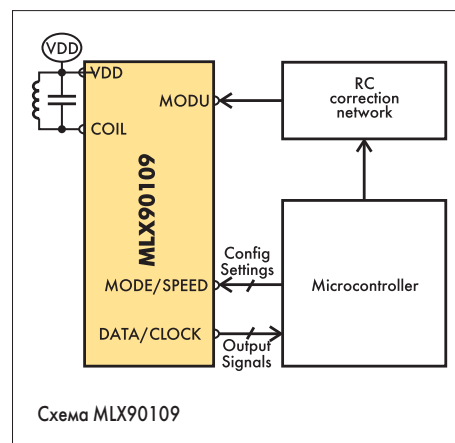 VDD
VDD
MODU
COIL
MLX90109
RC
correction
network
Config
Settings
MODE/SPEED
Microcontroller
DATA/CLOCK
Output
Signals
Схема MLX90109